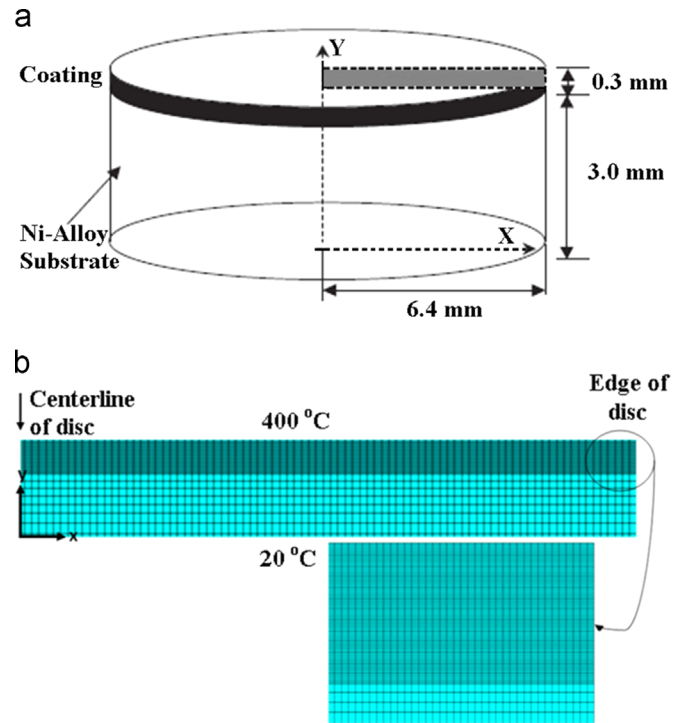 a
Y
Coating
0.3 mm
3.0 mm
Ni-Alloy
Substrate
X
6.4 mm
b
Centerline
of disc
400 °C
Edge of
disc
y
x
20 °C